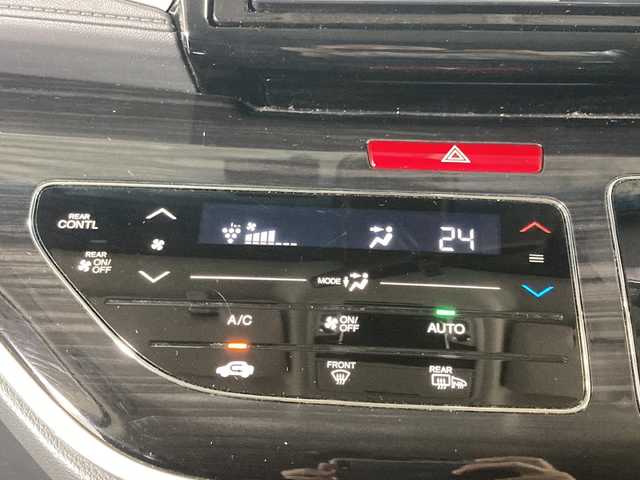 REAR
CONTL
24
REAR
ON/
OFF
MODE
A/C
ON/
OFF
AUTO
FRONT
REAR